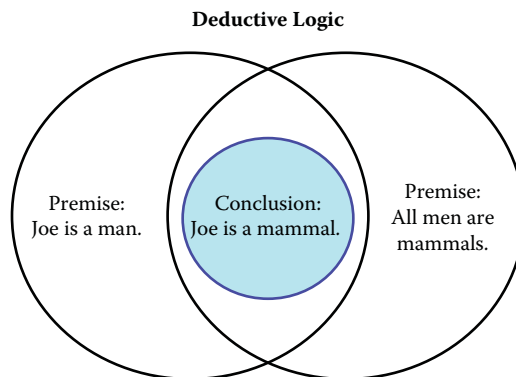 Deductive Logic
Premise:
Joe is a man.
Conclusion:
Joe is a mammal.
Premise:
All men are
mammals.